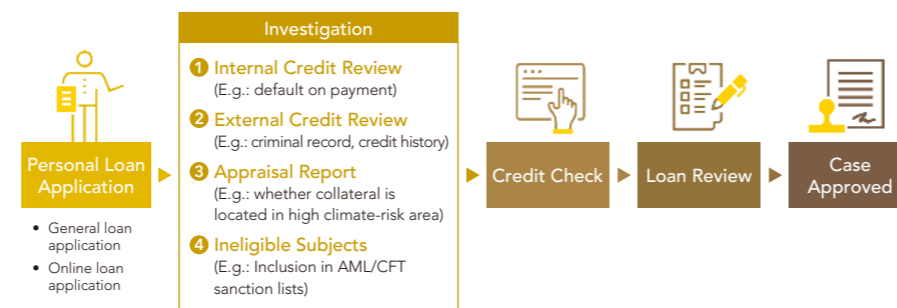 Personal Loan
Application
• General loan
application
• Online loan
application
Investigation
1 Internal Credit Review
(E.g.: default on payment)
2 External Credit Review
(E.g.: criminal record, credit history)
3 Appraisal Report
(E.g.: whether collateral is
located in high climate-risk area)
4 Ineligible Subjects
(E.g.: Inclusion in AML/CFT
sanction lists)
Credit Check
Loan Review
Case
Approved